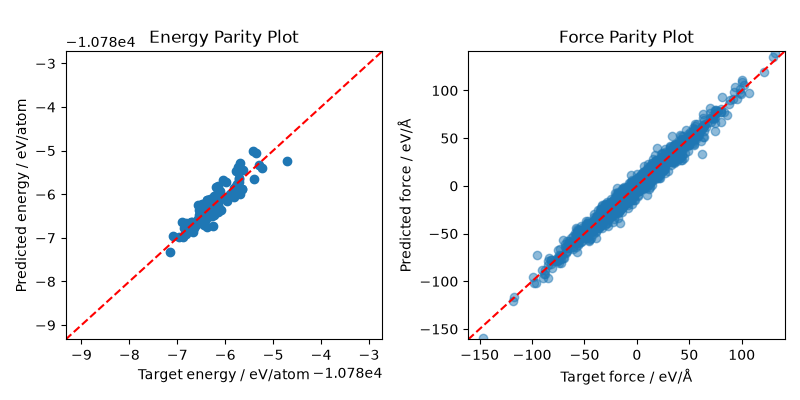 −1.078e4 Energy Parity Plot
Predicted energy / eV/atom
−3
−4
−5
−6
−7
−8
−9
−9 −8 −7 −6 −5 −4 −3
Target energy / eV/atom −1.078e4
Force Parity Plot
Predicted force / eV/Å
100
50
0
−50
−100
−150
−150 −100 −50 0 50 100
Target force / eV/Å